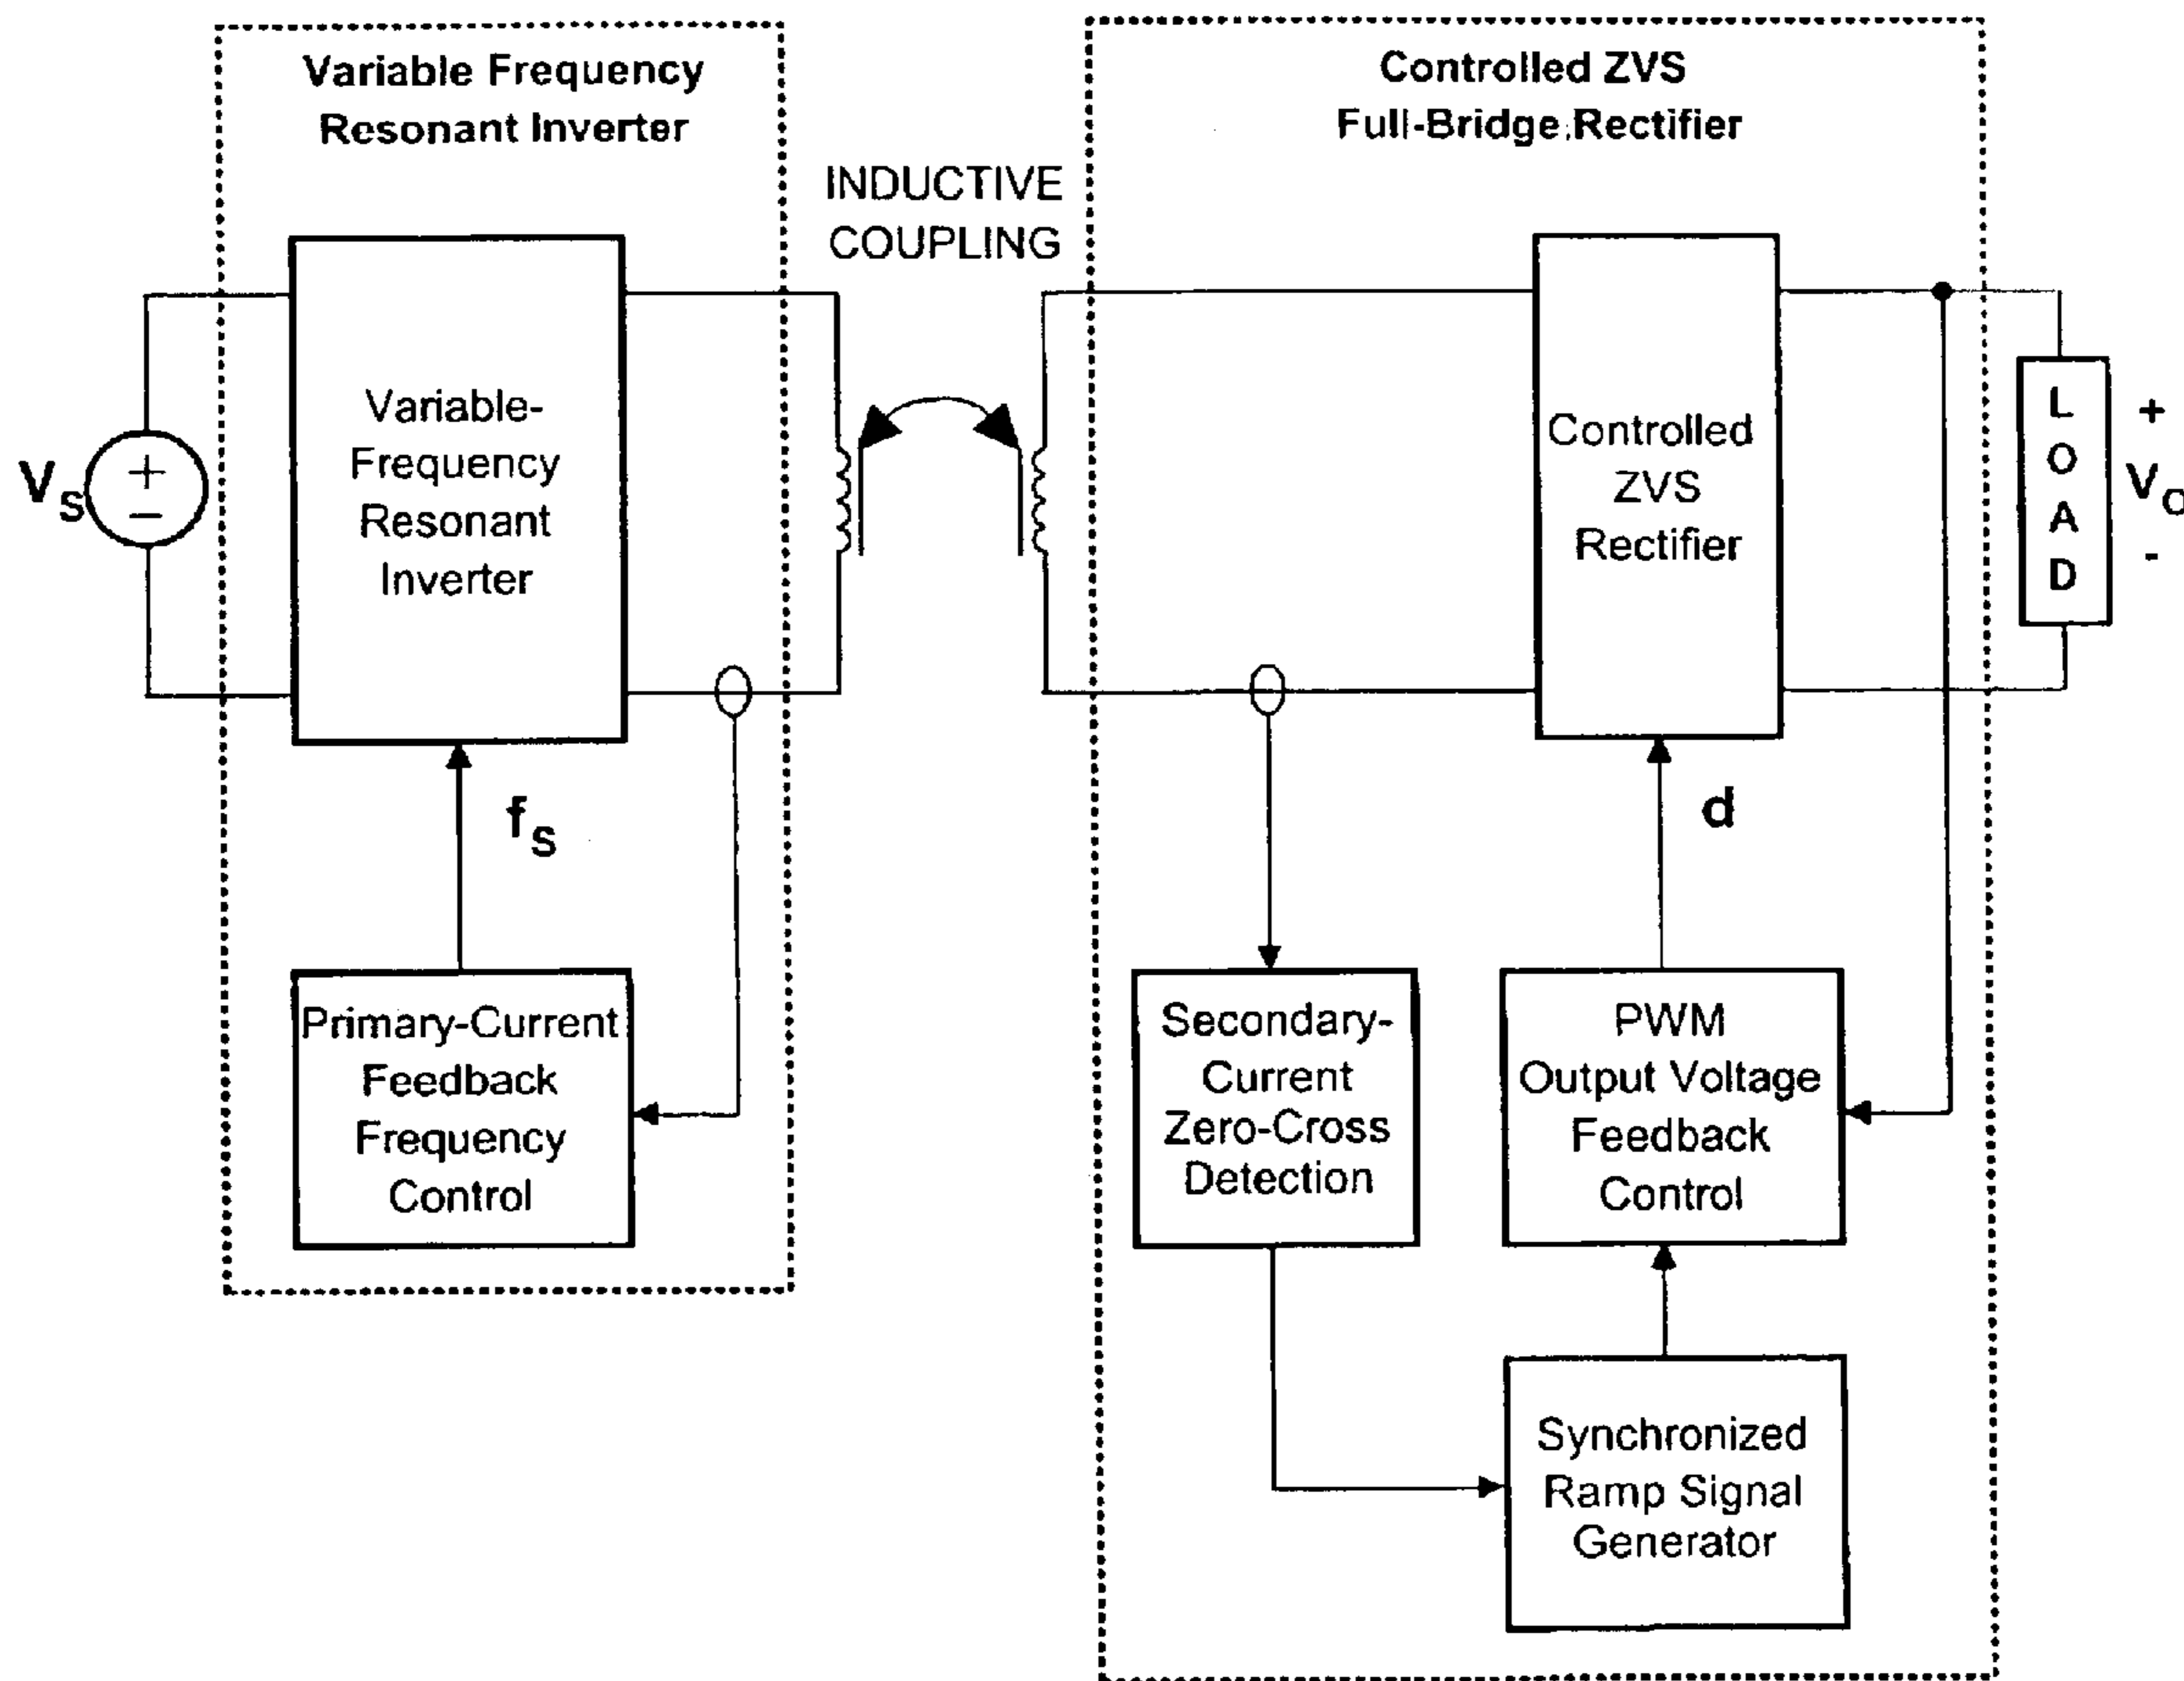 Variable Frequency
Resonant Inverter
Controlled ZVS
Full-Bridge Rectifier
INDUCTIVE
COUPLING
Variable-
Frequency
Resonant
Inverter
Controlled
ZVS
Rectifier
L
O
A
D
+
VO
-
VS
+
−
fS
d
Primary-Current
Feedback
Frequency
Control
Secondary-
Current
Zero-Cross
Detection
PWM
Output Voltage
Feedback
Control
Synchronized
Ramp Signal
Generator